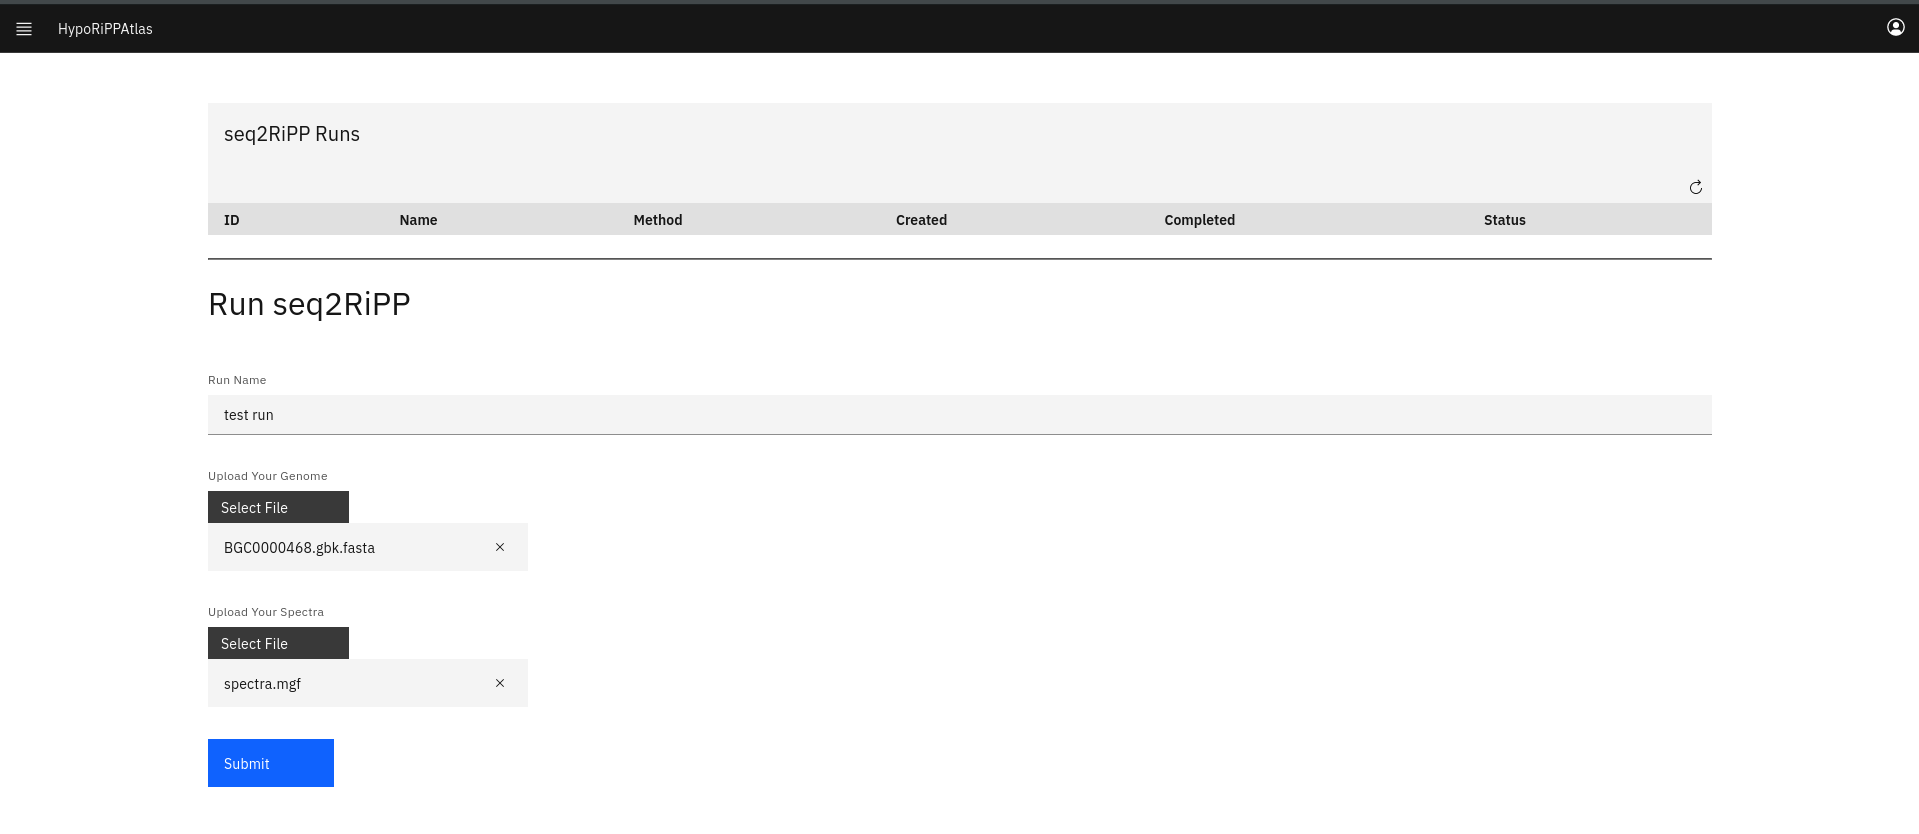 HypoRiPPAtlas
seq2RiPP Runs
ID Name Method Created Completed Status
Run seq2RiPP
Run Name
test run
Upload Your Genome
Select File
BGC0000468.gbk.fasta
Upload Your Spectra
Select File
spectra.mgf
Submit